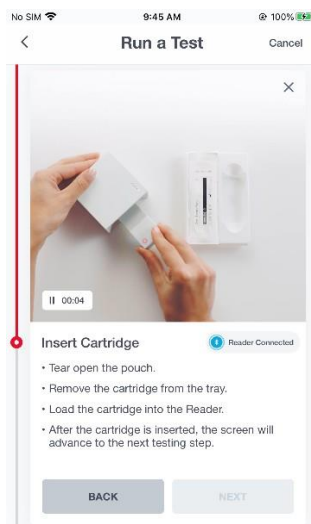 No SIM 9:45 AM 100%
Run a Test Cancel
00:04
Insert Cartridge Reader Connected
• Tear open the pouch.
• Remove the cartridge from the tray.
• Load the cartridge into the Reader.
• After the cartridge is inserted, the screen will
advance to the next testing step.
BACK NEXT